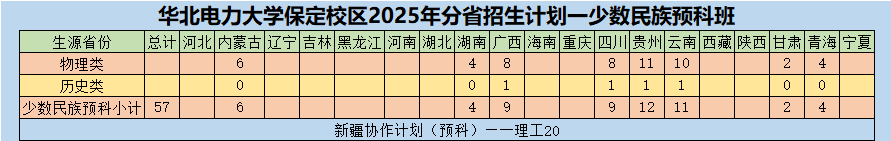 华北电力大学保定校区2025年分省招生计划一少数民族预科班
生源省份 总计 河北 内蒙古 辽宁 吉林 黑龙江 河南 湖北 湖南 广西 海南 重庆 四川 贵州 云南 西藏 陕西 甘肃 青海 宁夏
物理类 6 4 8 8 11 10 2 4
历史类 0 0 1 1 1 1 0 0
少数民族预科小计 57 6 4 9 9 12 11 2 4
新疆协作计划（预科）一一理工20